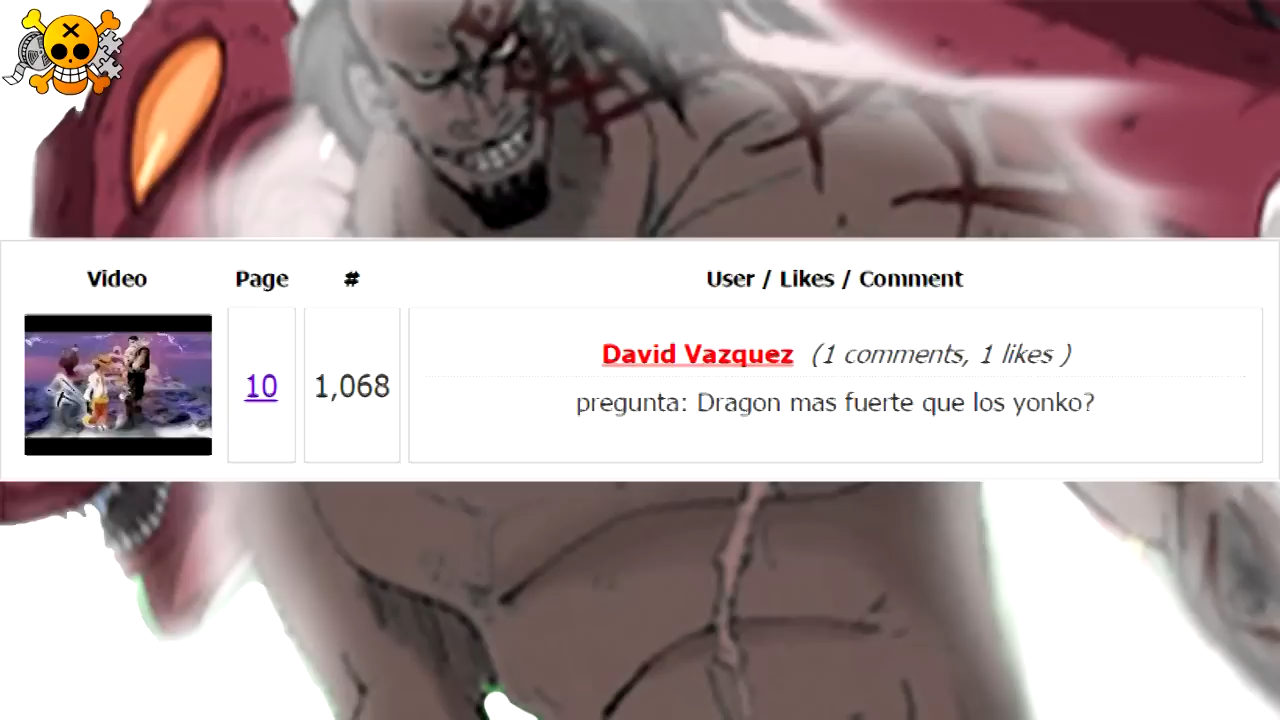 Video Page # User / Likes / Comment
David Vazquez (1 comments, 1 likes )
10 1,068
pregunta: Dragon mas fuerte que los yonko?